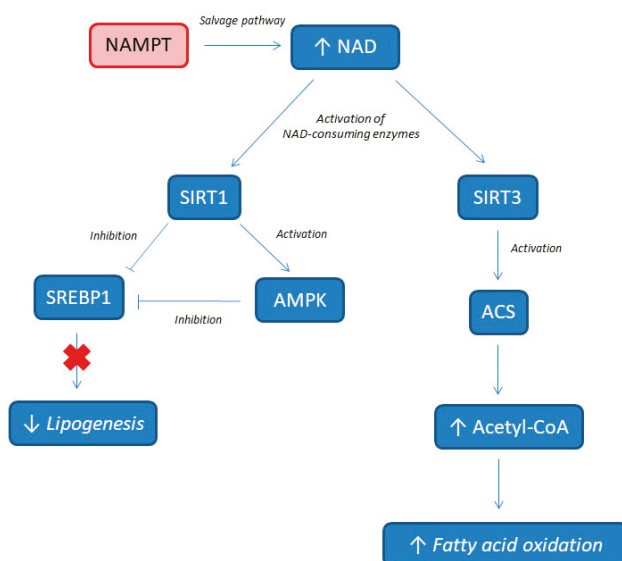 Salvage pathway
NAMPT
↑ NAD
Activation of
NAD-consuming enzymes
SIRT1
SIRT3
Inhibition
Activation
Activation
SREBP1
AMPK
ACS
Inhibition
↓ Lipogenesis
↑ Acetyl-CoA
↑ Fatty acid oxidation